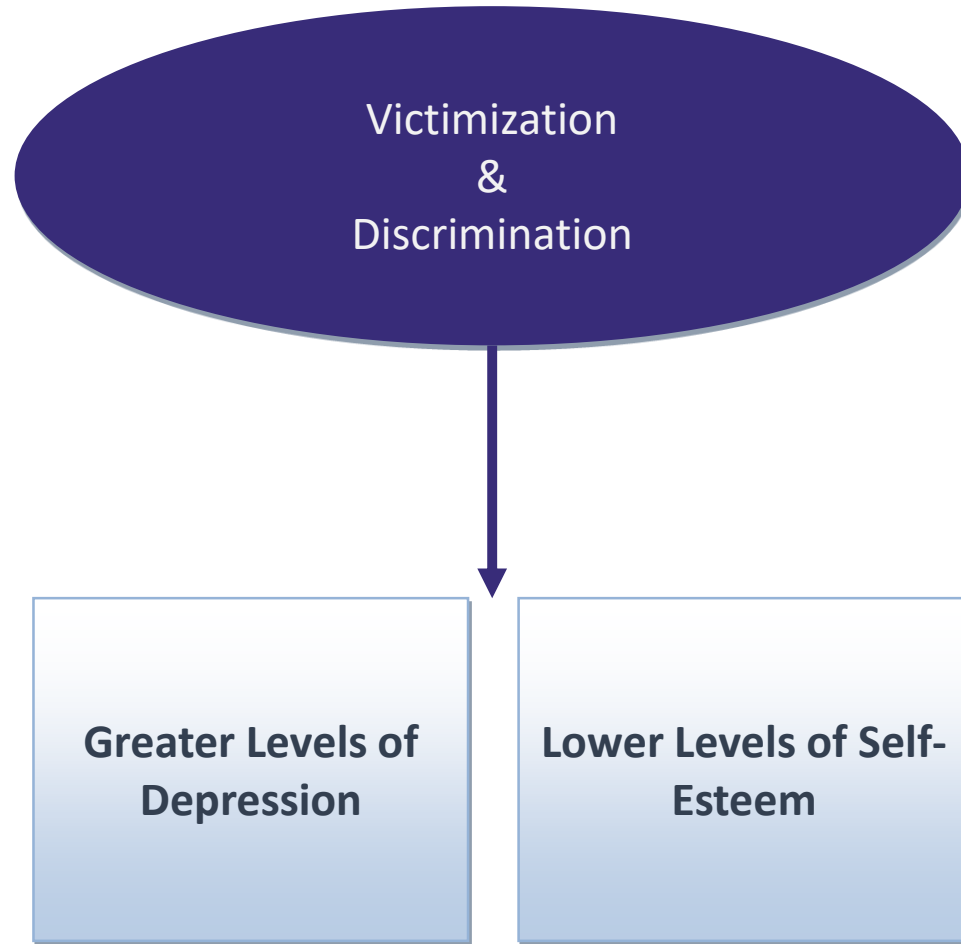 Victimization
&
Discrimination
Greater Levels of
Depression
Lower Levels of Self-
Esteem